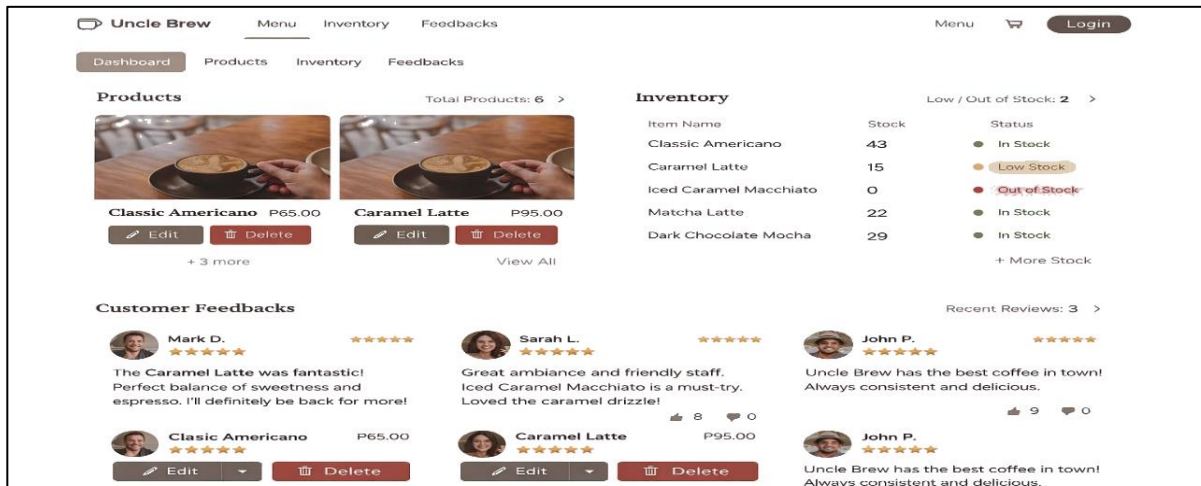 Uncle Brew Menu Inventory Feedbacks Menu Login
Dashboard Products Inventory Feedbacks
Products Total Products: 6 >
Classic Americano P65.00
Edit Delete
Caramel Latte P95.00
Edit Delete
+ 3 more
View All
Inventory Low / Out of Stock: 2 >
Item Name Stock Status
Classic Americano 43 In Stock
Caramel Latte 15 Low Stock
Iced Caramel Macchiato 0 Out of Stock
Matcha Latte 22 In Stock
Dark Chocolate Mocha 29 In Stock
+ More Stock
Customer Feedbacks Recent Reviews: 3 >
Mark D.
The Caramel Latte was fantastic!
Perfect balance of sweetness and
espresso. I'll definitely be back for more!
Sarah L.
Great ambiance and friendly staff.
Iced Caramel Macchiato is a must-try.
Loved the caramel drizzle!
8 0
John P.
Uncle Brew has the best coffee in town!
Always consistent and delicious.
9 0
Clasic Americano P65.00
Edit Delete
Caramel Latte P95.00
Edit Delete
John P.
Uncle Brew has the best coffee in town!
Always consistent and delicious.